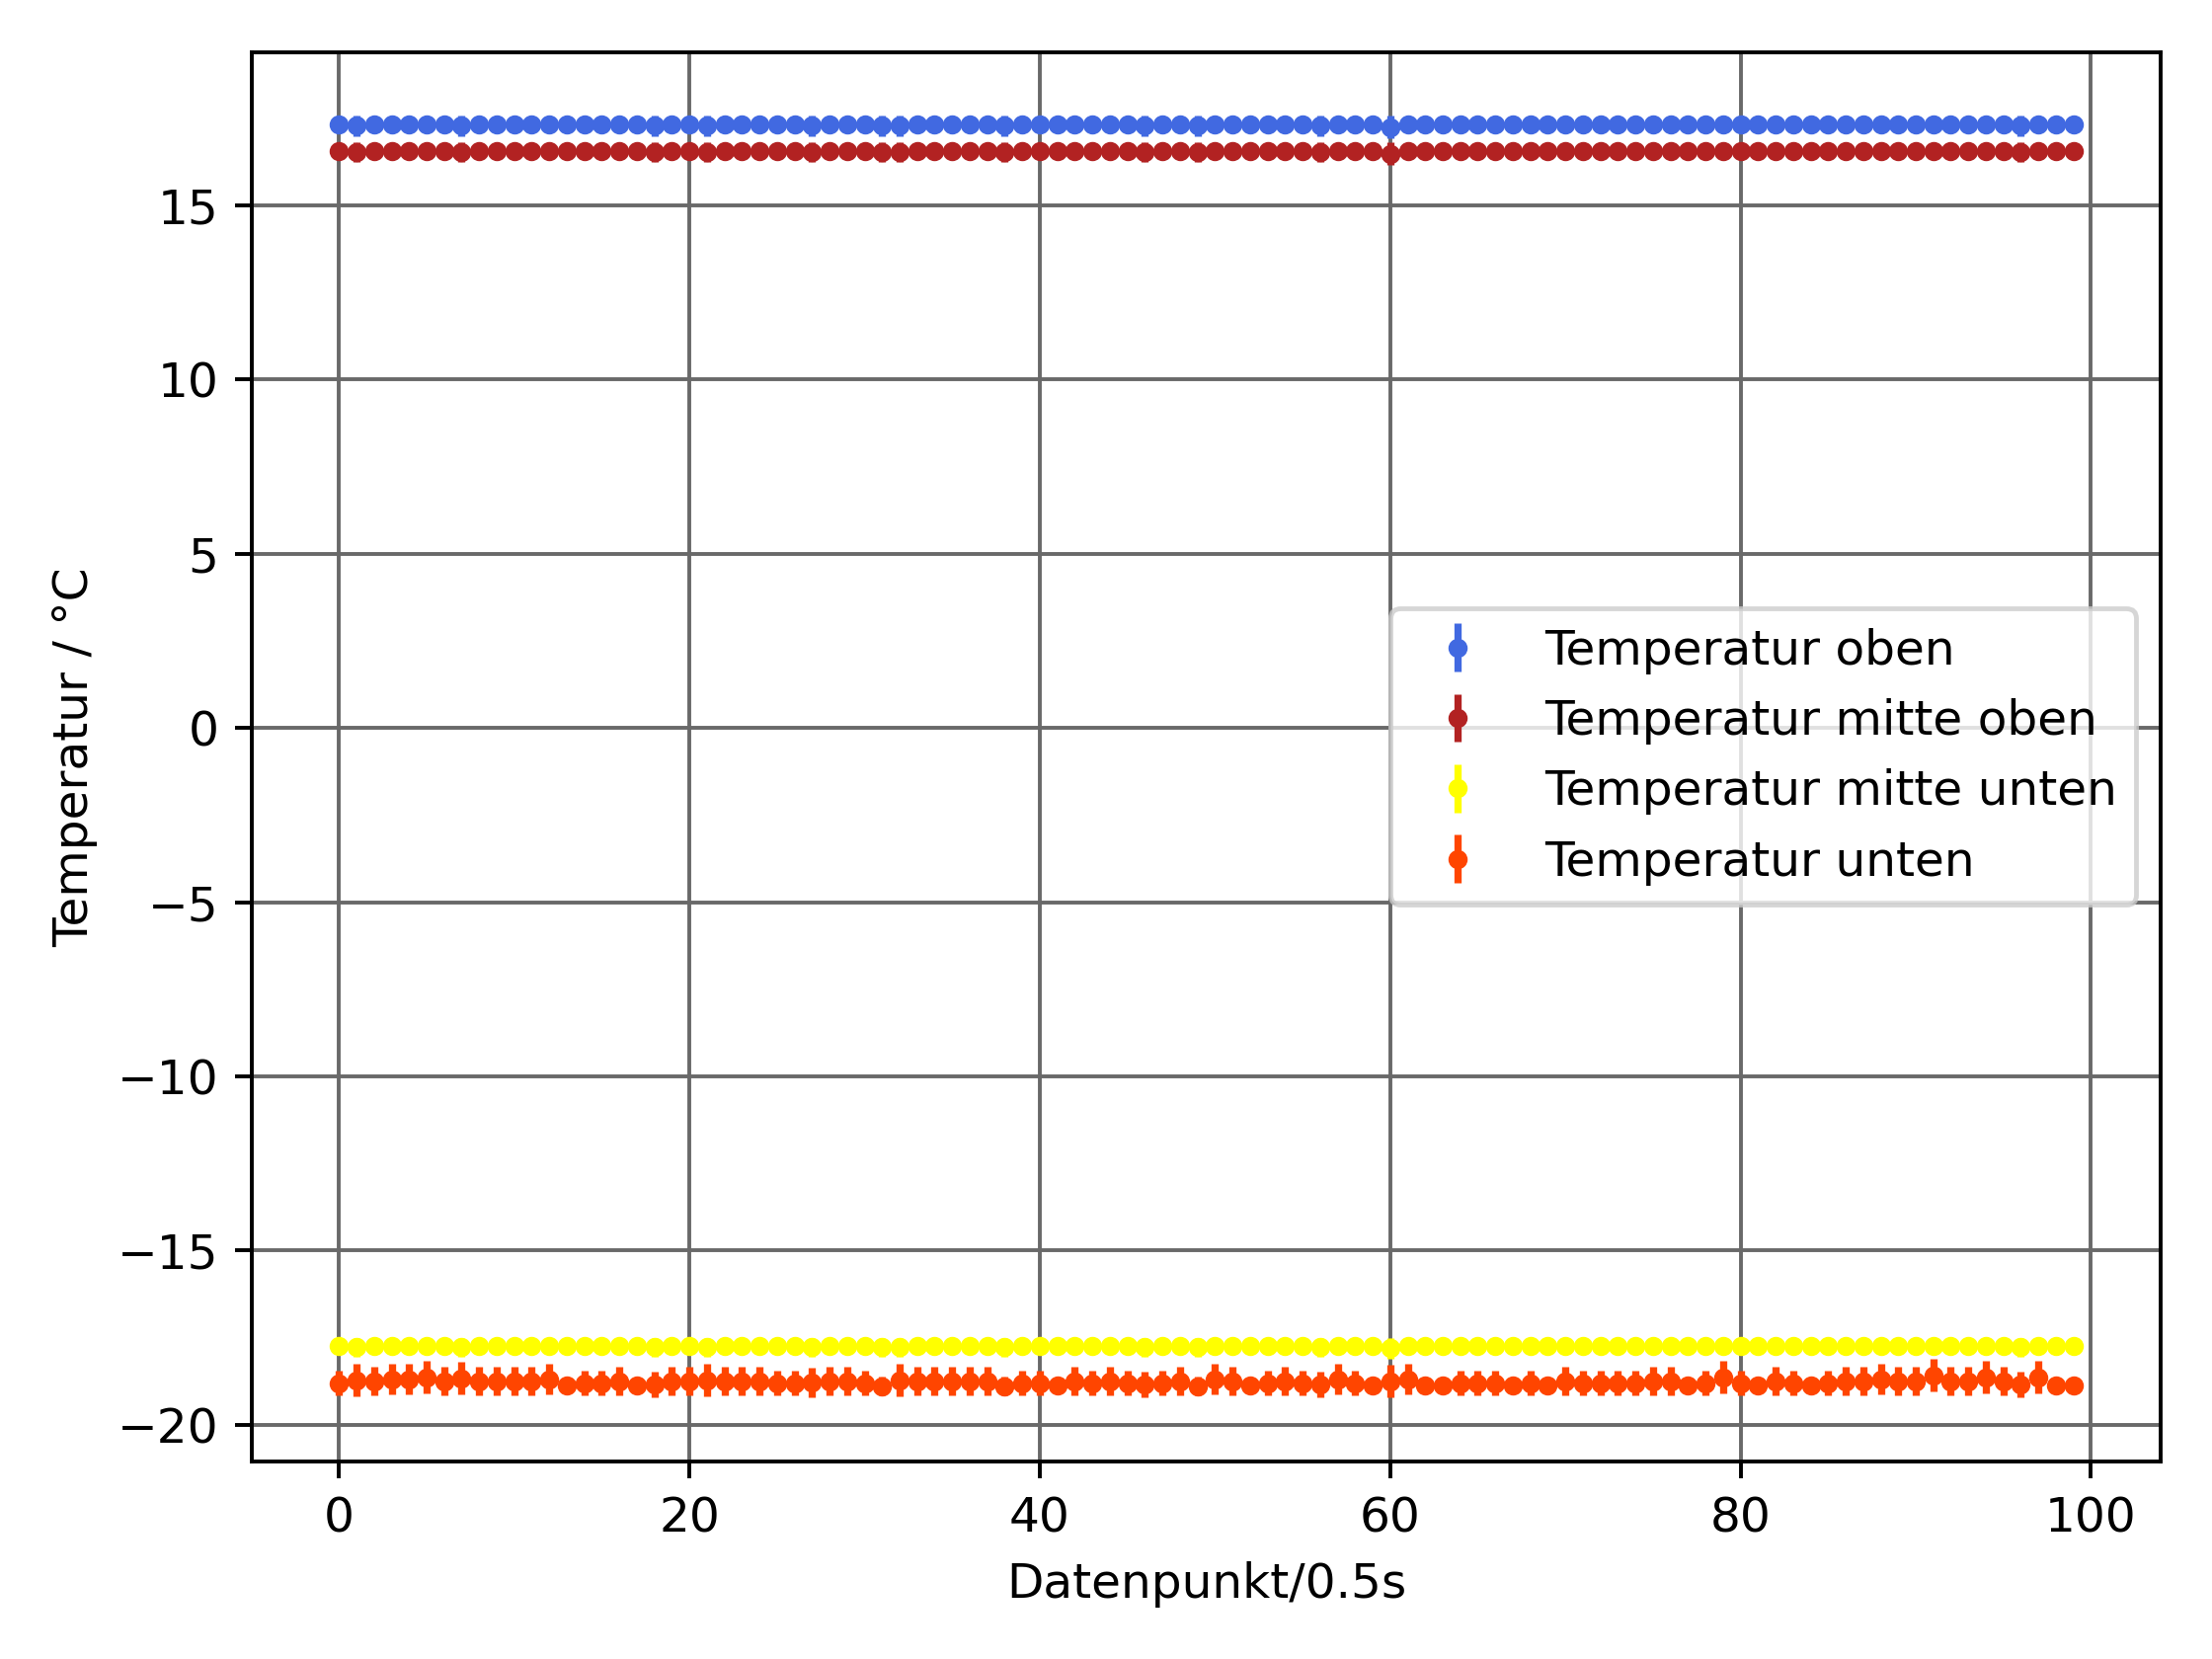 Temperatur / °C
15
10
5
0
−5
−10
−15
−20
Temperatur oben
Temperatur mitte oben
Temperatur mitte unten
Temperatur unten
0 20 40 60 80 100
Datenpunkt/0.5s